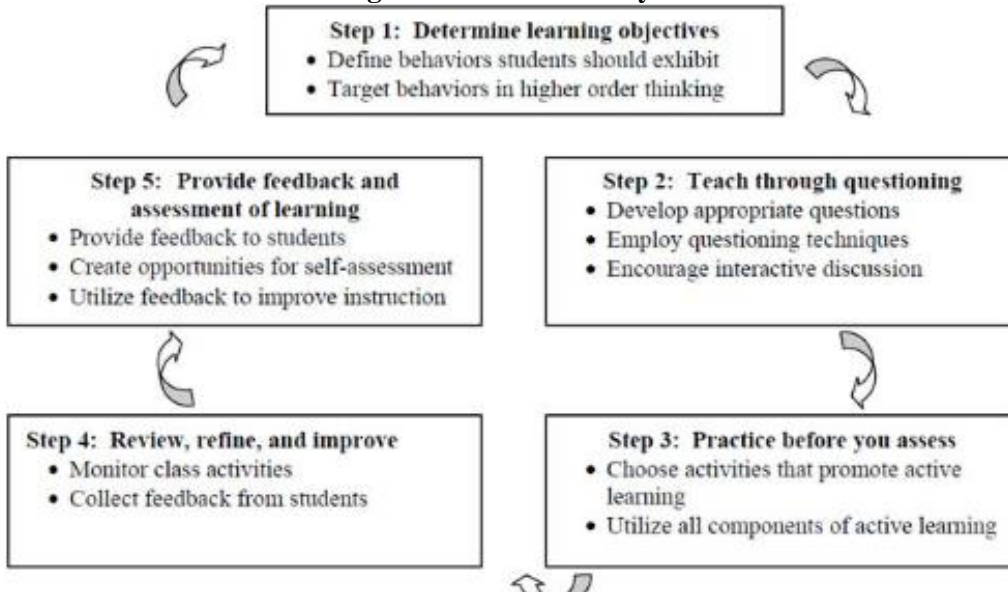 Step 1: Determine learning objectives
• Define behaviors students should exhibit
• Target behaviors in higher order thinking
Step 2: Teach through questioning
• Develop appropriate questions
• Employ questioning techniques
• Encourage interactive discussion
Step 3: Practice before you assess
• Choose activities that promote active
learning
• Utilize all components of active learning
Step 4: Review, refine, and improve
• Monitor class activities
• Collect feedback from students
Step 5: Provide feedback and
assessment of learning
• Provide feedback to students
• Create opportunities for self-assessment
• Utilize feedback to improve instruction